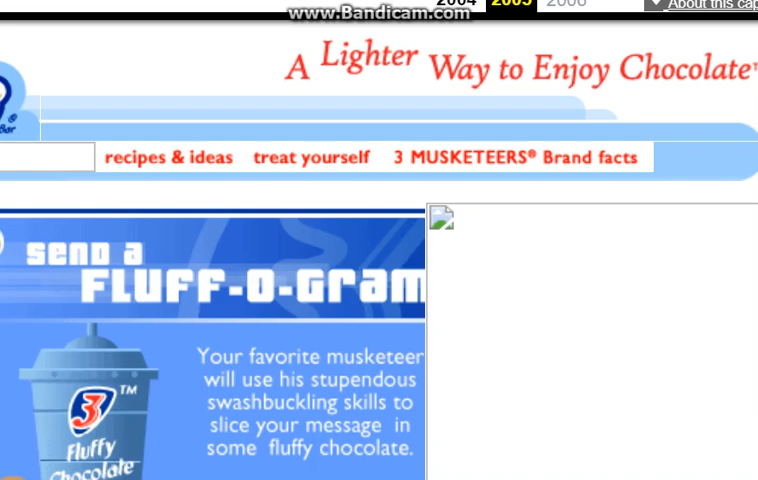 www.Bandicam.com
2004 2005 2006
About this cap
A Lighter Way to Enjoy Chocolate
recipes & ideas treat yourself 3 MUSKETEERS® Brand facts
send a
FLUFF-O-Gram
Your favorite musketeer
will use his stupendous
swashbuckling skills to
slice your message in
some fluffy chocolate.
3™
Fluffy
Chocolate